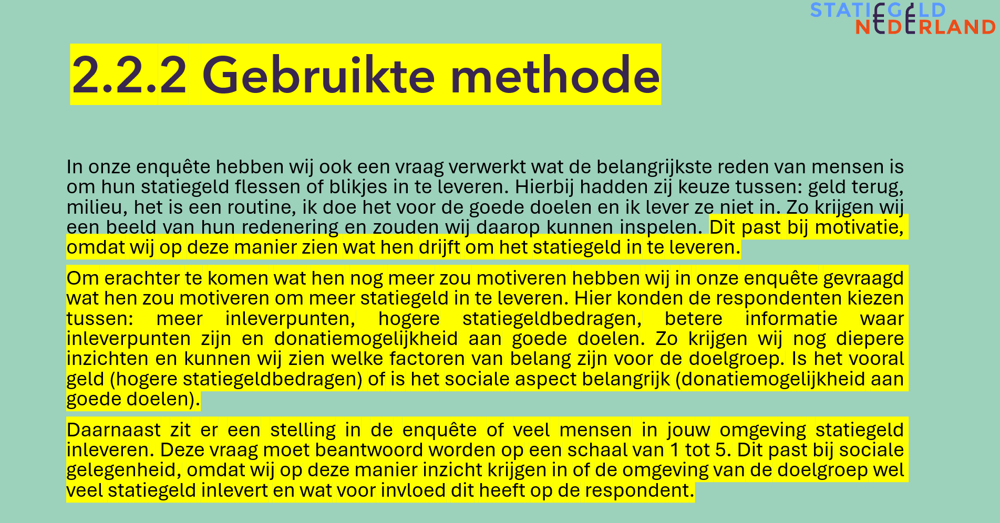 STATIEGELD
NEDERLAND
2.2.2 Gebruikte methode
In onze enquête hebben wij ook een vraag verwerkt wat de belangrijkste reden van mensen is
om hun statiegeld flessen of blikjes in te leveren. Hierbij hadden zij keuze tussen: geld terug,
milieu, het is een routine, ik doe het voor de goede doelen en ik lever ze niet in. Zo krijgen wij
een beeld van hun redenering en zouden wij daarop kunnen inspelen. Dit past bij motivatie,
omdat wij op deze manier zien wat hen drijft om het statiegeld in te leveren.
Om erachter te komen wat hen nog meer zou motiveren hebben wij in onze enquête gevraagd
wat hen zou motiveren om meer statiegeld in te leveren. Hier konden de respondenten kiezen
tussen: meer inleverpunten, hogere statiegeldbedragen, betere informatie waar
inleverpunten zijn en donatiemogelijkheid aan goede doelen. Zo krijgen wij nog diepere
inzichten en kunnen wij zien welke factoren van belang zijn voor de doelgroep. Is het vooral
geld (hogere statiegeldbedragen) of is het sociale aspect belangrijk (donatiemogelijkheid aan
goede doelen).
Daarnaast zit er een stelling in de enquête of veel mensen in jouw omgeving statiegeld
inleveren. Deze vraag moet beantwoord worden op een schaal van 1 tot 5. Dit past bij sociale
gelegenheid, omdat wij op deze manier inzicht krijgen in of de omgeving van de doelgroep wel
veel statiegeld inlevert en wat voor invloed dit heeft op de respondent.